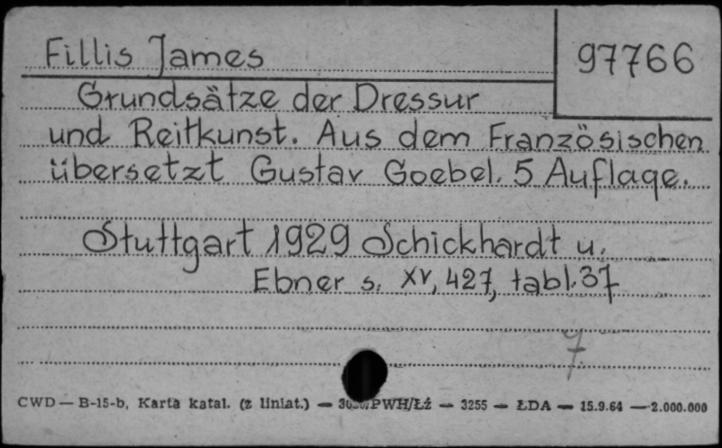 Fillis James
97766
Grundsätze der Dressur
und Reitkunst. Aus dem Französischen
übersetzt Gustav Goebel. 5 Auflage.
Stuttgart 1929 Schickhardt u.
Ebner s. XV, 427, tabl. 37
7
CWD — B-15-b, Karta katal. (z liniat.) — PWH/Łź — 3255 — ŁDA — 15.9.64 — 2.000.000